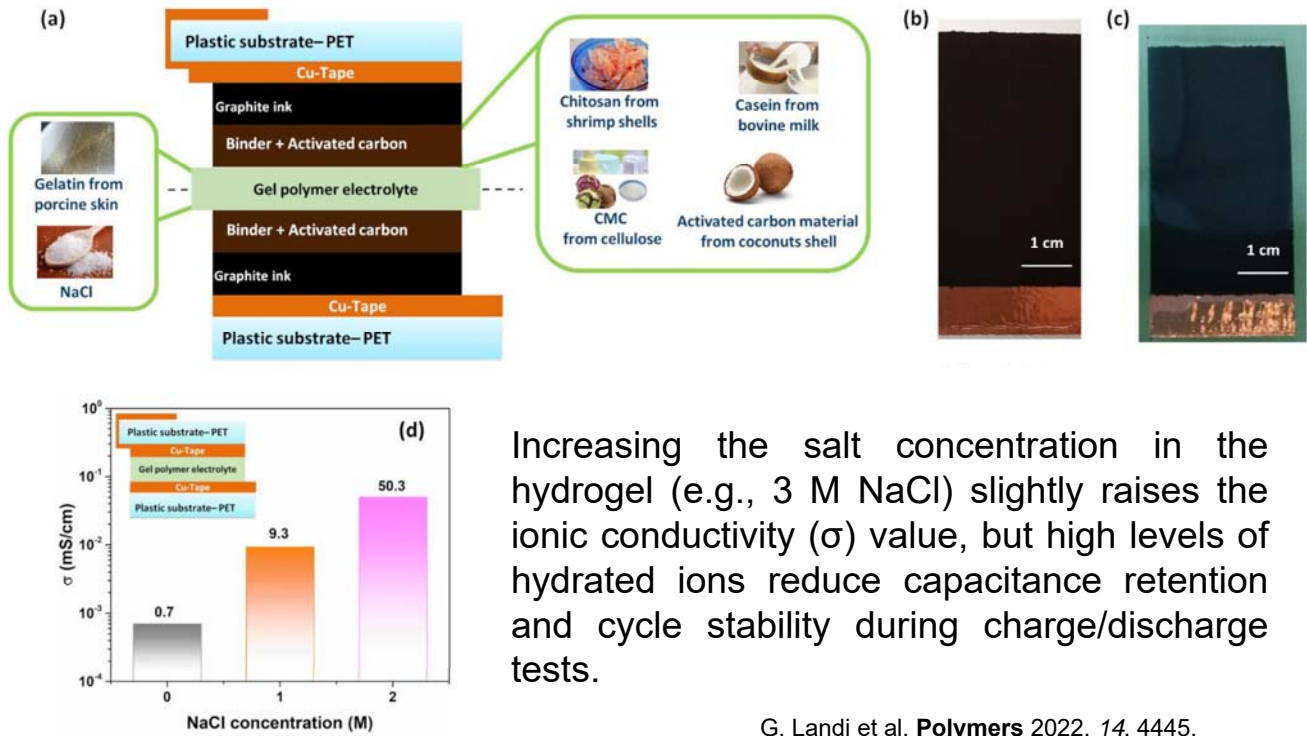 (a)
Plastic substrate– PET
Cu-Tape
Graphite ink
Binder + Activated carbon
Gel polymer electrolyte
Binder + Activated carbon
Graphite ink
Cu-Tape
Plastic substrate– PET
Gelatin from
porcine skin
NaCl
Chitosan from
shrimp shells
Casein from
bovine milk
CMC
from cellulose
Activated carbon material
from coconuts shell
(b)
1 cm
(c)
1 cm
(d)
Plastic substrate– PET
Cu-Tape
Gel polymer electrolyte
Cu-Tape
Plastic substrate– PET
σ (mS/cm)
10⁰
10⁻¹
10⁻²
10⁻³
10⁻⁴
0.7
9.3
50.3
0
1
2
NaCl concentration (M)
Increasing the salt concentration in the
hydrogel (e.g., 3 M NaCl) slightly raises the
ionic conductivity (σ) value, but high levels of
hydrated ions reduce capacitance retention
and cycle stability during charge/discharge
tests.
G. Landi et al. Polymers 2022, 14, 4445.